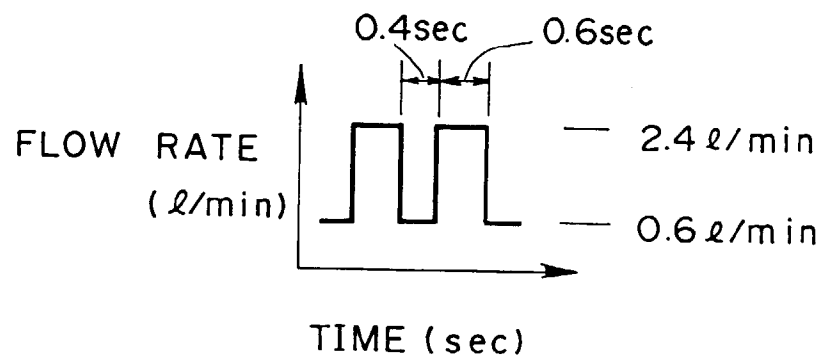 0.4sec 0.6sec
FLOW RATE
(ℓ/min)
2.4ℓ/min
0.6ℓ/min
TIME (sec)